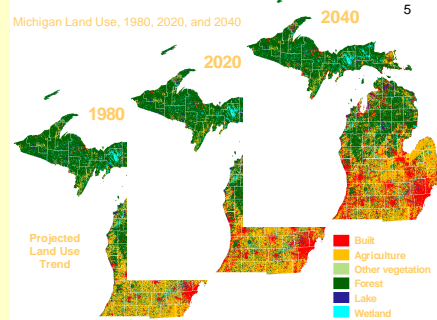 5
Michigan Land Use, 1980, 2020, and 2040
2040
2020
1980
Projected
Land Use
Trend
Built
Agriculture
Other vegetation
Forest
Lake
Wetland